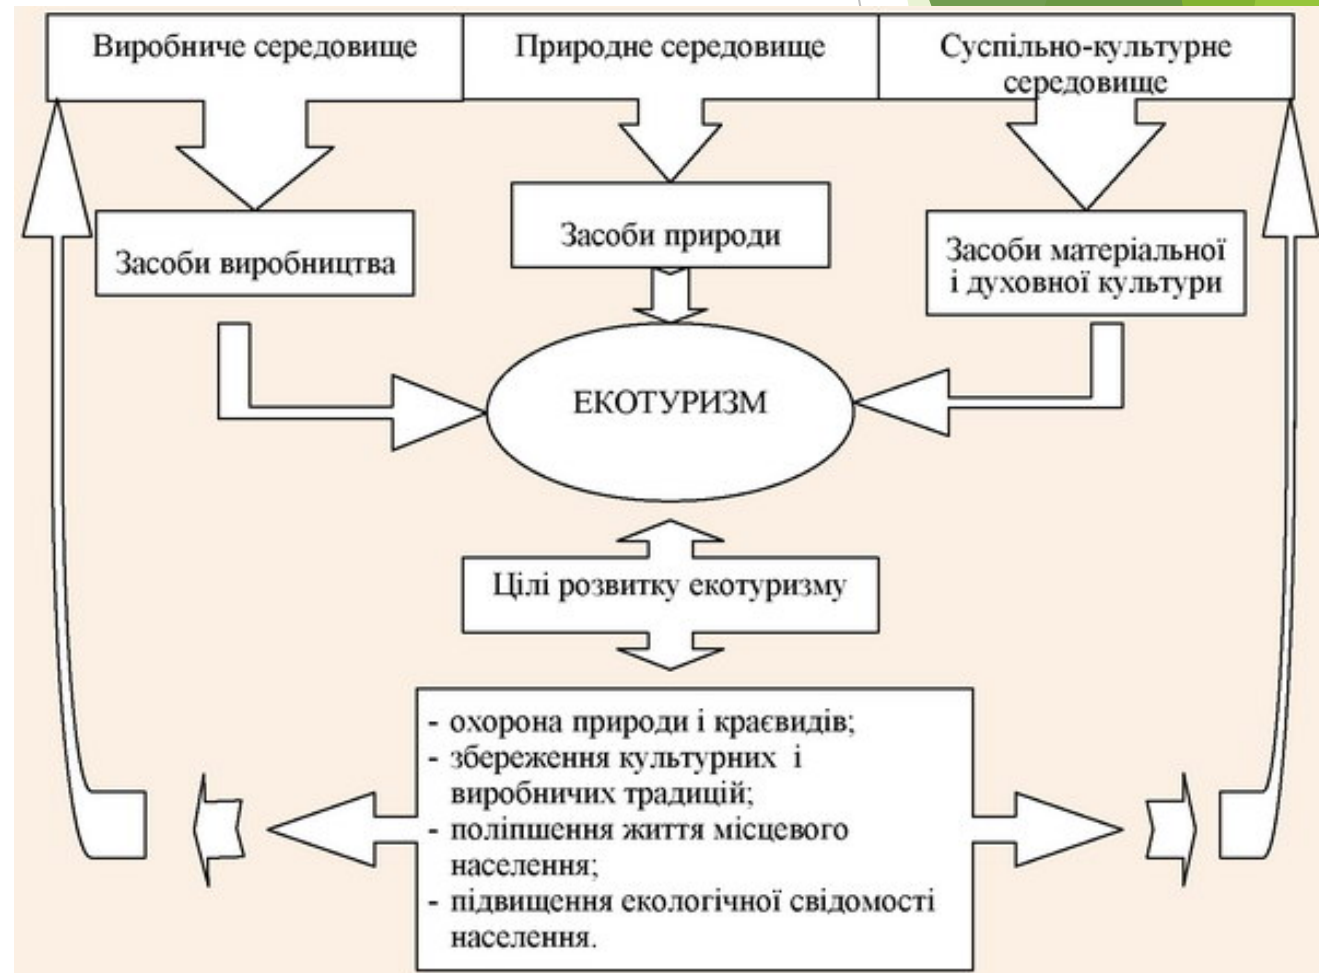 Виробниче середовище
Природне середовище
Суспільно-культурне
середовище
Засоби виробництва
Засоби природи
Засоби матеріальної
і духовної культури
ЕКОТУРИЗМ
Цілі розвитку екотуризму
- охорона природи і краєвидів;
- збереження культурних і
виробничих традицій;
- поліпшення життя місцевого
населення;
- підвищення екологічної свідомості
населення.